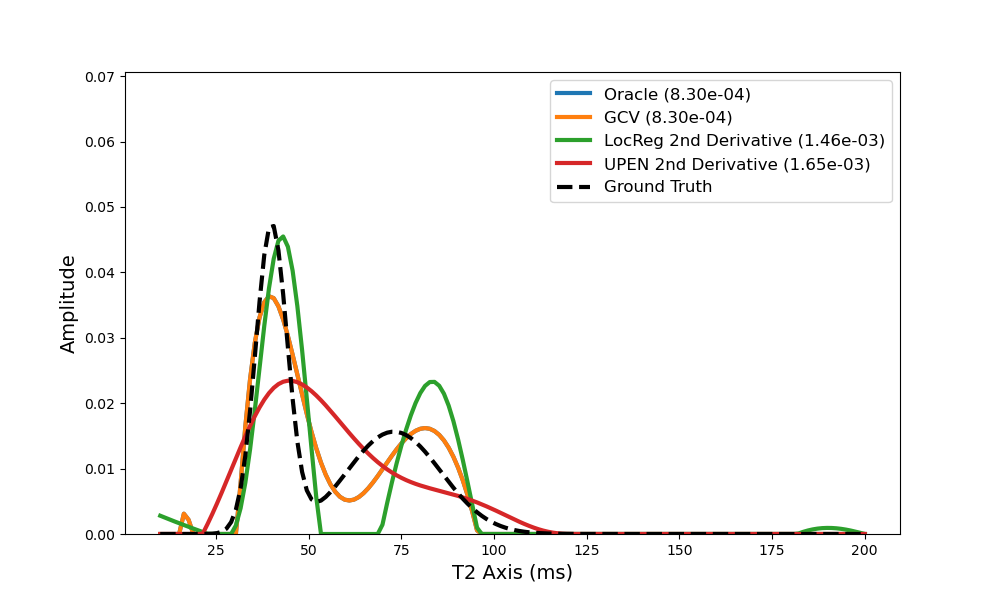 0.07
0.06
0.05
0.04
0.03
0.02
0.01
0.00
Amplitude
25
50
75
100
125
150
175
200
T2 Axis (ms)
Oracle (8.30e-04)
GCV (8.30e-04)
LocReg 2nd Derivative (1.46e-03)
UPEN 2nd Derivative (1.65e-03)
Ground Truth